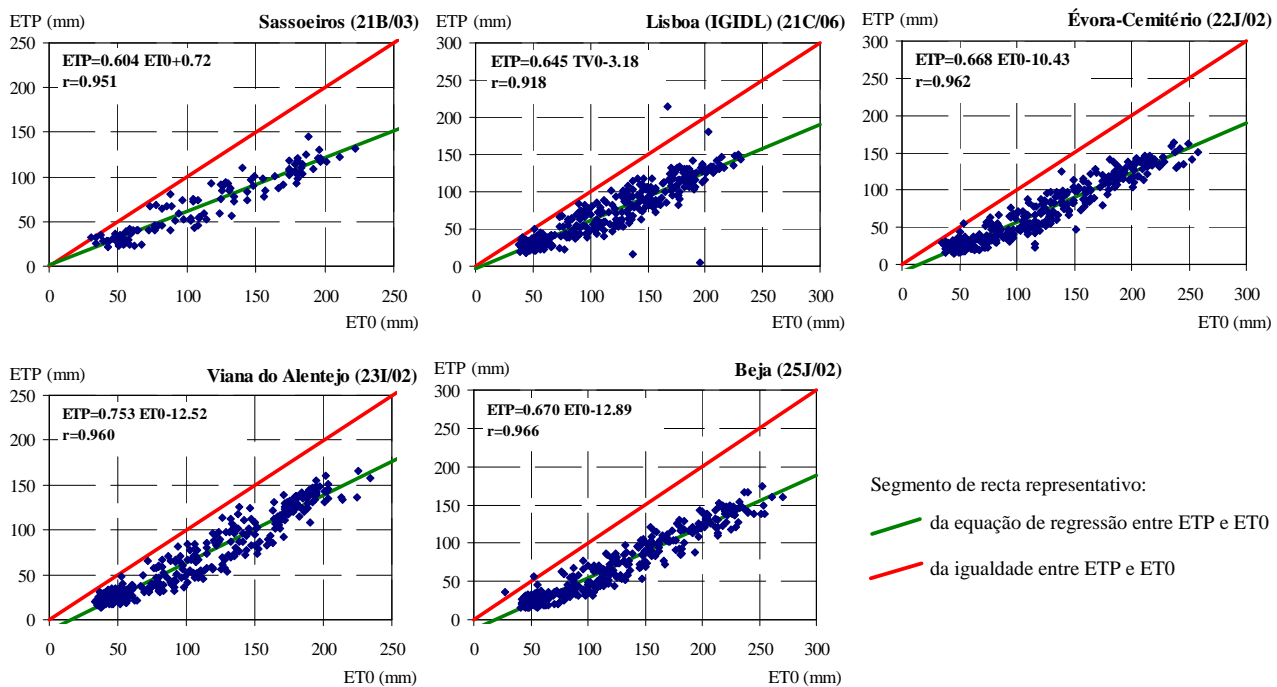 ETP (mm)
Sassoeiros (21B/03)
250
200
150
100
50
0
ETP=0.604 ET0+0.72
r=0.951
0 50 100 150 200 250
ET0 (mm)
ETP (mm)
Lisboa (IGIDL) (21C/06)
300
250
200
150
100
50
0
ETP=0.645 TV0-3.18
r=0.918
0 50 100 150 200 250 300
ET0 (mm)
ETP (mm)
Évora-Cemitério (22J/02)
300
250
200
150
100
50
0
ETP=0.668 ET0-10.43
r=0.962
0 50 100 150 200 250 300
ET0 (mm)
ETP (mm)
Viana do Alentejo (23I/02)
250
200
150
100
50
0
ETP=0.753 ET0-12.52
r=0.960
0 50 100 150 200 250
ET0 (mm)
ETP (mm)
Beja (25J/02)
300
250
200
150
100
50
0
ETP=0.670 ET0-12.89
r=0.966
0 50 100 150 200 250 300
ET0 (mm)
Segmento de recta representativo:
da equação de regressão entre ETP e ET0
da igualdade entre ETP e ET0